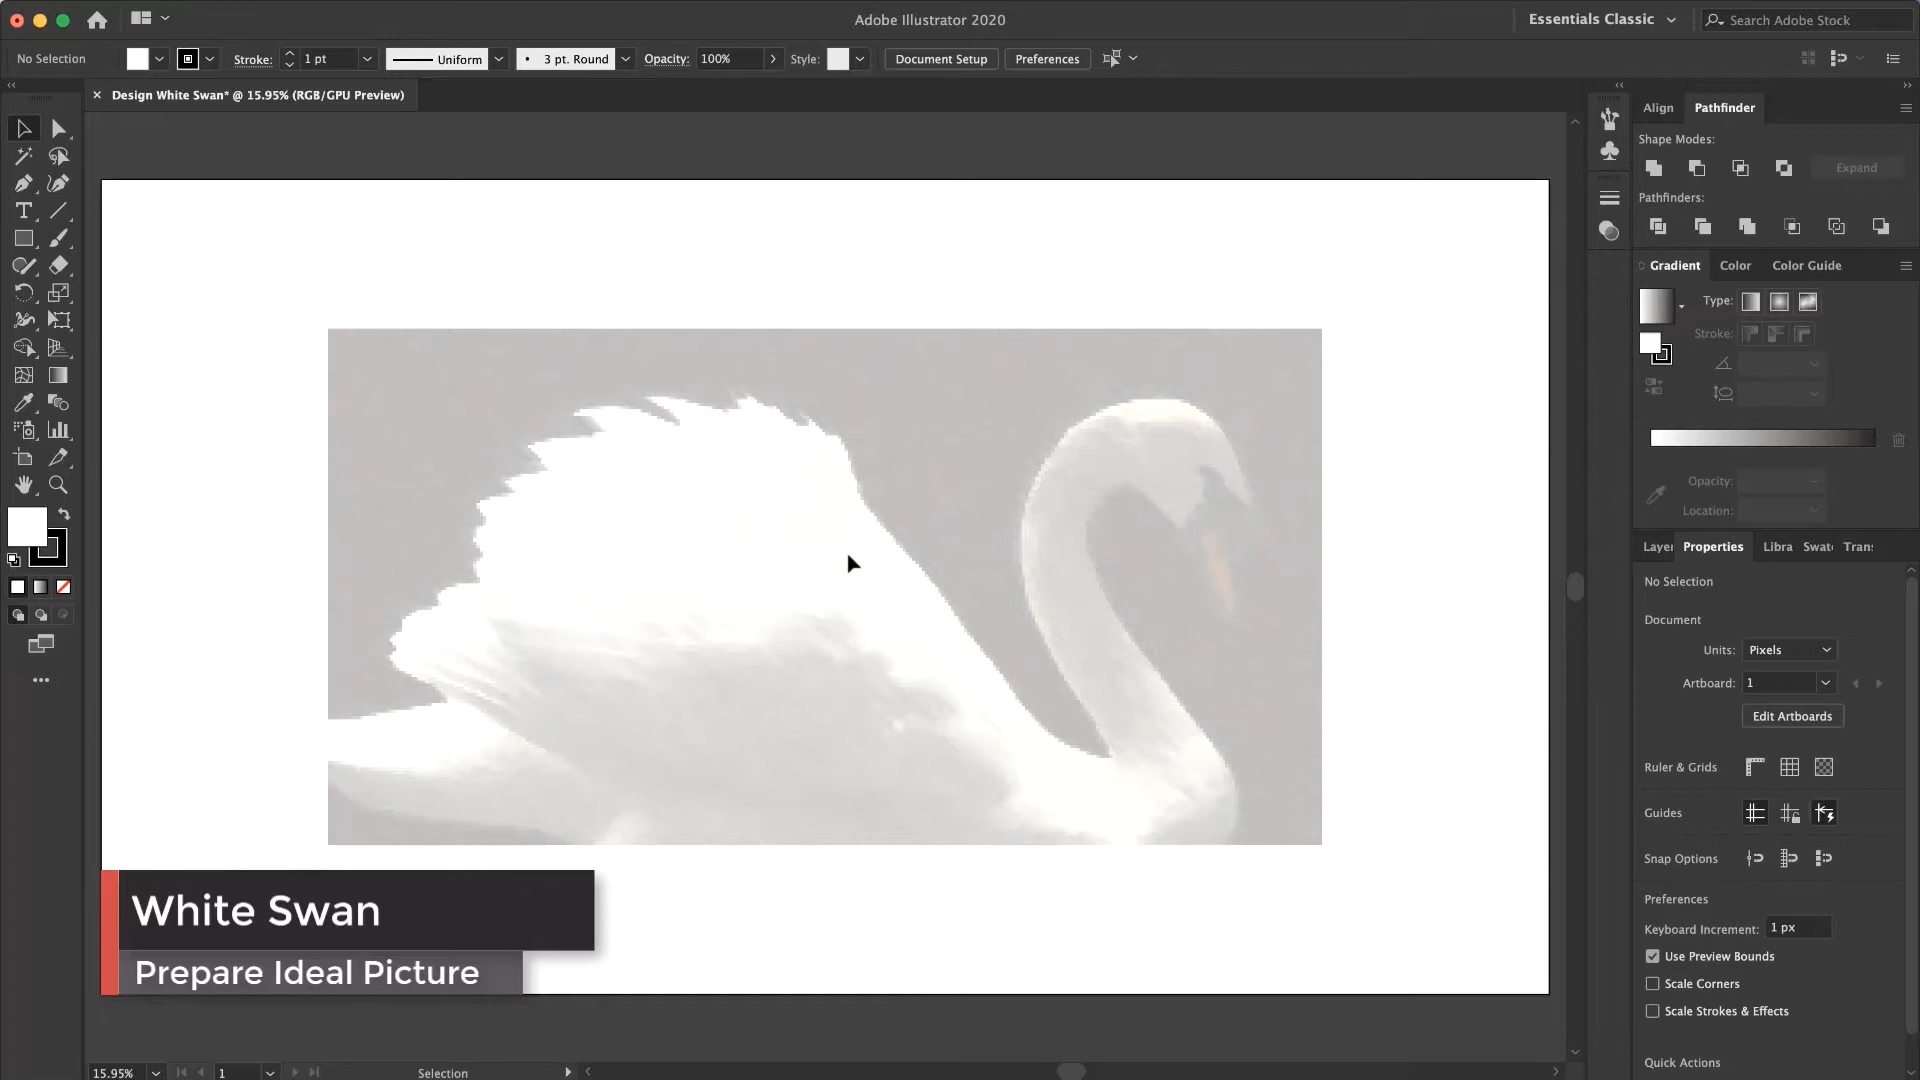 Adobe Illustrator 2020
Essentials Classic
Search Adobe Stock
No Selection
Stroke:
1 pt
Uniform
3 pt. Round
Opacity:
100%
Style:
Document Setup
Preferences
Design White Swan* @ 15.95% (RGB/GPU Preview)
Align
Pathfinder
Shape Modes:
Expand
Pathfinders:
Gradient
Color
Color Guide
Type:
Stroke:
Opacity:
Location:
Layer
Properties
Libra
Swat
Trans
No Selection
Document
Units:
Pixels
Artboard:
1
Edit Artboards
Ruler & Grids
Guides
Snap Options
Preferences
Keyboard Increment:
1 px
Use Preview Bounds
Scale Corners
Scale Strokes & Effects
Quick Actions
White Swan
Prepare Ideal Picture
15.95%
1
Selection